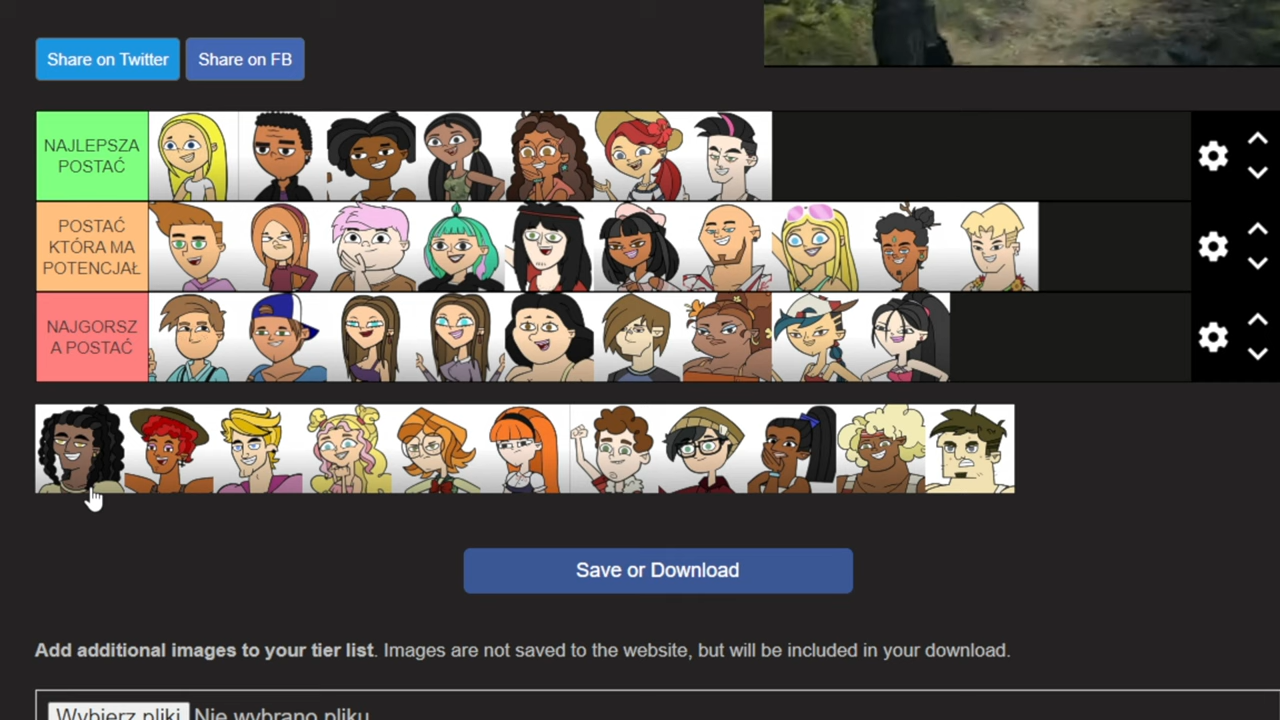 Share on Twitter
Share on FB
NAJLEPSZA
POSTAĆ
POSTAĆ
KTÓRA MA
POTENCJAŁ
NAJGORSZ
A POSTAĆ
Save or Download
Add additional images to your tier list. Images are not saved to the website, but will be included in your download.
Wybierz pliki Nie wybrano pliku